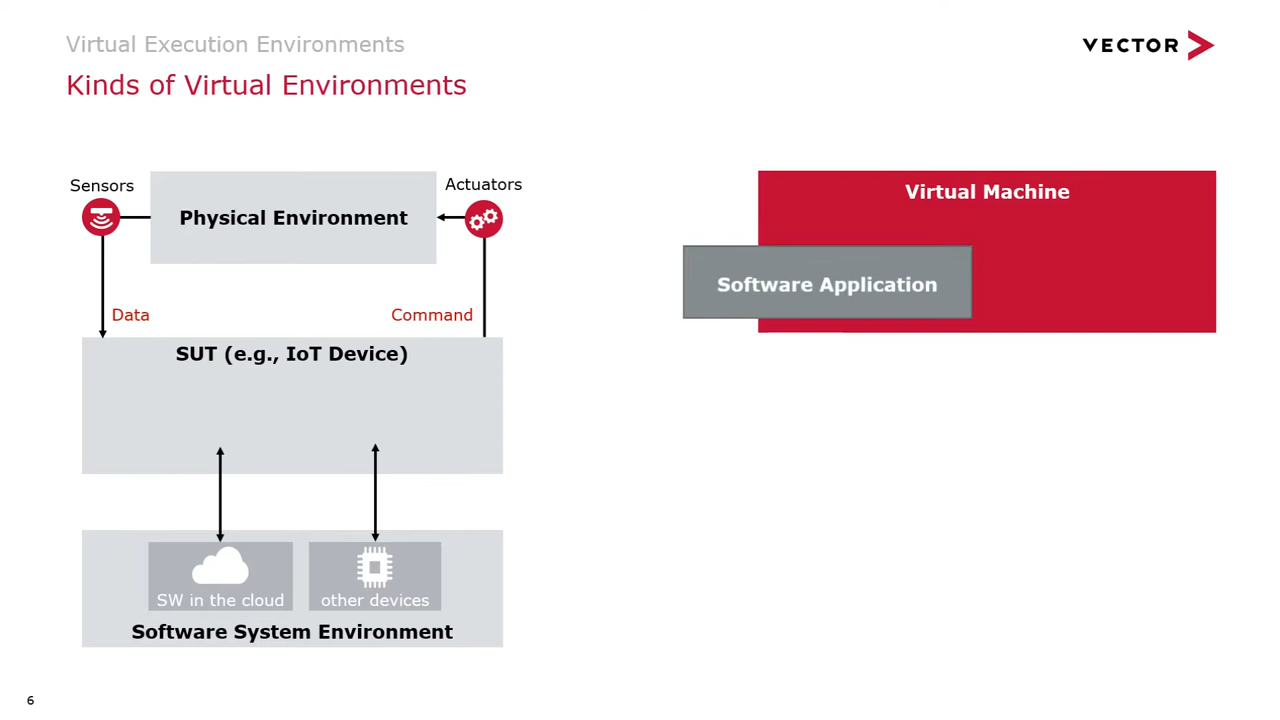 Virtual Execution Environments
Kinds of Virtual Environments
VECTOR
Sensors
Physical Environment
Actuators
Data
Command
SUT (e.g., IoT Device)
SW in the cloud
other devices
Software System Environment
Virtual Machine
Software Application
6